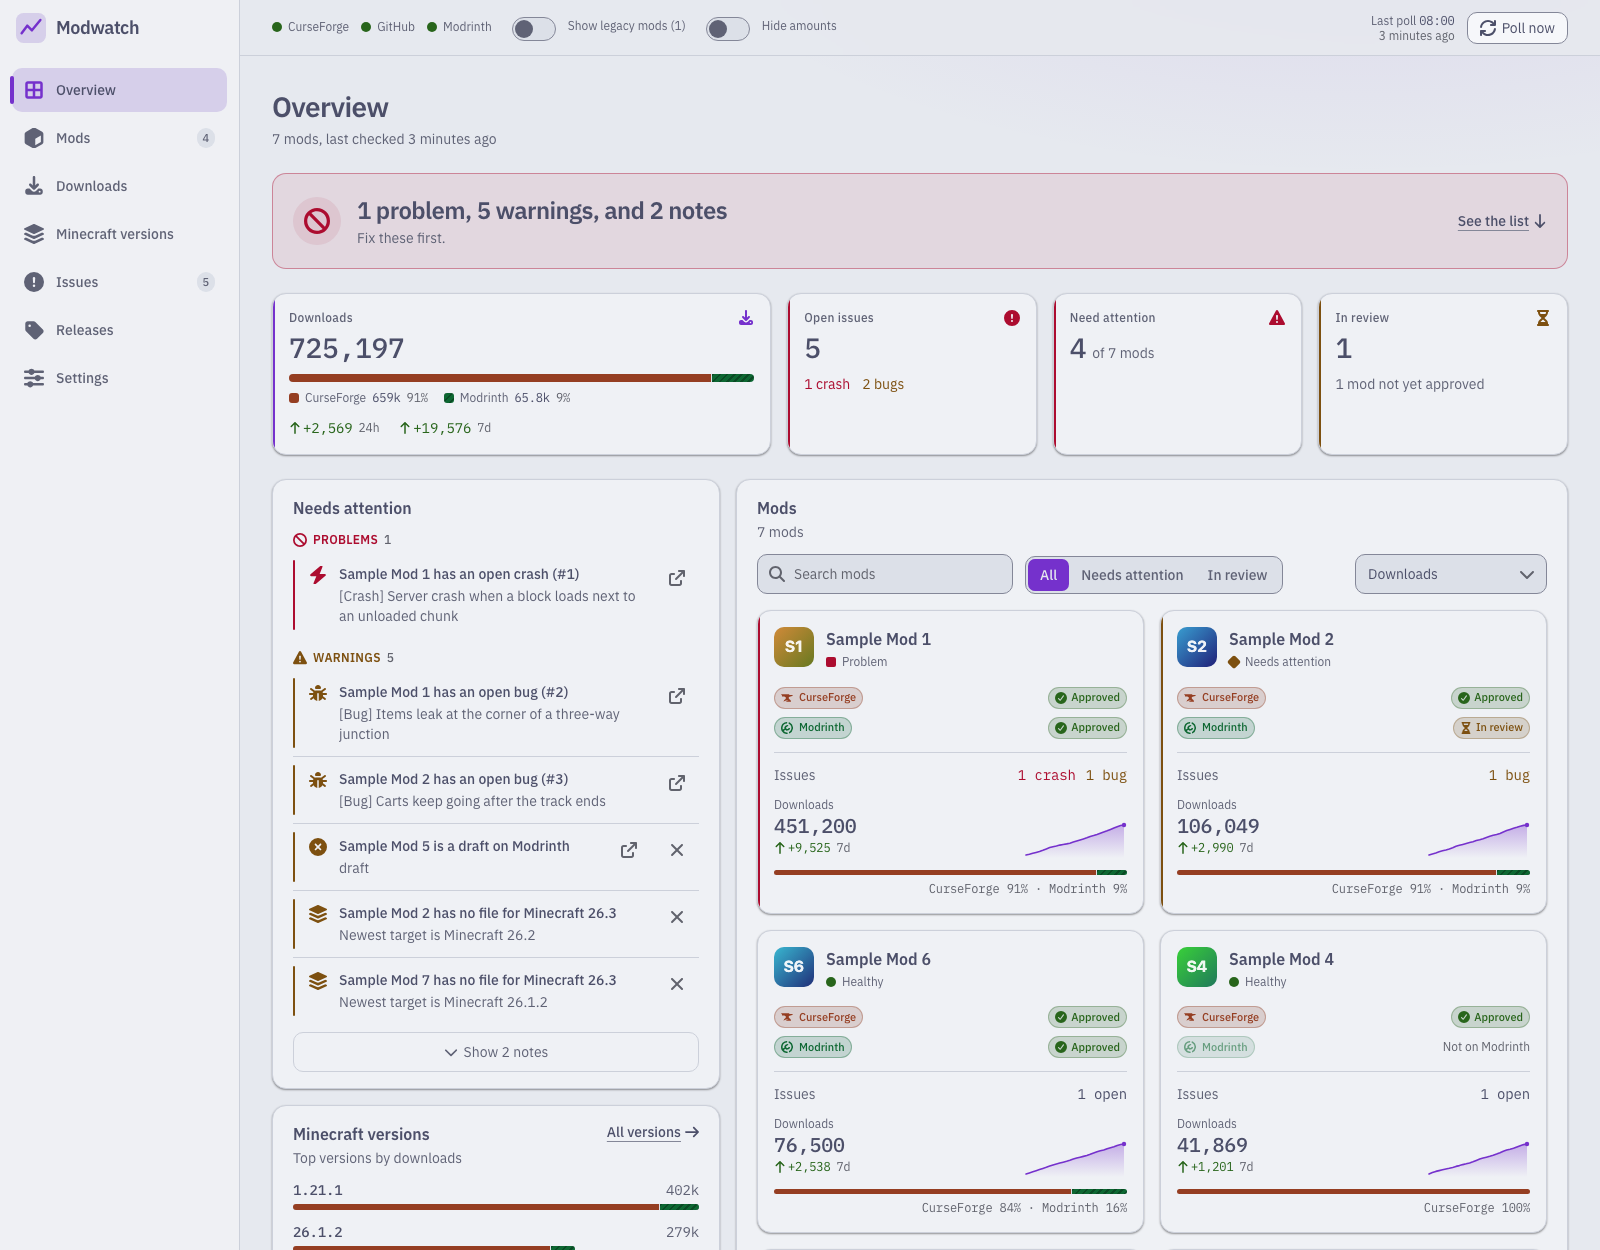 Modwatch
Overview
Mods 4
Downloads
Minecraft versions
Issues 5
Releases
Settings
CurseForge GitHub Modrinth Show legacy mods (1) Hide amounts
Last poll 08:00
3 minutes ago
Poll now
Overview
7 mods, last checked 3 minutes ago
1 problem, 5 warnings, and 2 notes
Fix these first.
See the list
Downloads
725,197
CurseForge 659k 91% Modrinth 65.8k 9%
+2,569 24h +19,576 7d
Open issues
5
1 crash 2 bugs
Need attention
4 of 7 mods
In review
1
1 mod not yet approved
Needs attention
PROBLEMS 1
Sample Mod 1 has an open crash (#1)
[Crash] Server crash when a block loads next to
an unloaded chunk
WARNINGS 5
Sample Mod 1 has an open bug (#2)
[Bug] Items leak at the corner of a three-way
junction
Sample Mod 2 has an open bug (#3)
[Bug] Carts keep going after the track ends
Sample Mod 5 is a draft on Modrinth
draft
Sample Mod 2 has no file for Minecraft 26.3
Newest target is Minecraft 26.2
Sample Mod 7 has no file for Minecraft 26.3
Newest target is Minecraft 26.1.2
Show 2 notes
Minecraft versions
All versions
Top versions by downloads
1.21.1 402k
26.1.2 279k
Mods
7 mods
Search mods
All Needs attention In review
Downloads
S1
Sample Mod 1
Problem
CurseForge Approved
Modrinth Approved
Issues 1 crash 1 bug
Downloads
451,200
+9,525 7d
CurseForge 91% · Modrinth 9%
S2
Sample Mod 2
Needs attention
CurseForge Approved
Modrinth In review
Issues 1 bug
Downloads
106,049
+2,990 7d
CurseForge 91% · Modrinth 9%
S6
Sample Mod 6
Healthy
CurseForge Approved
Modrinth Approved
Issues 1 open
Downloads
76,500
+2,538 7d
CurseForge 84% · Modrinth 16%
S4
Sample Mod 4
Healthy
CurseForge Approved
Modrinth Not on Modrinth
Issues 1 open
Downloads
41,869
+1,201 7d
CurseForge 100%